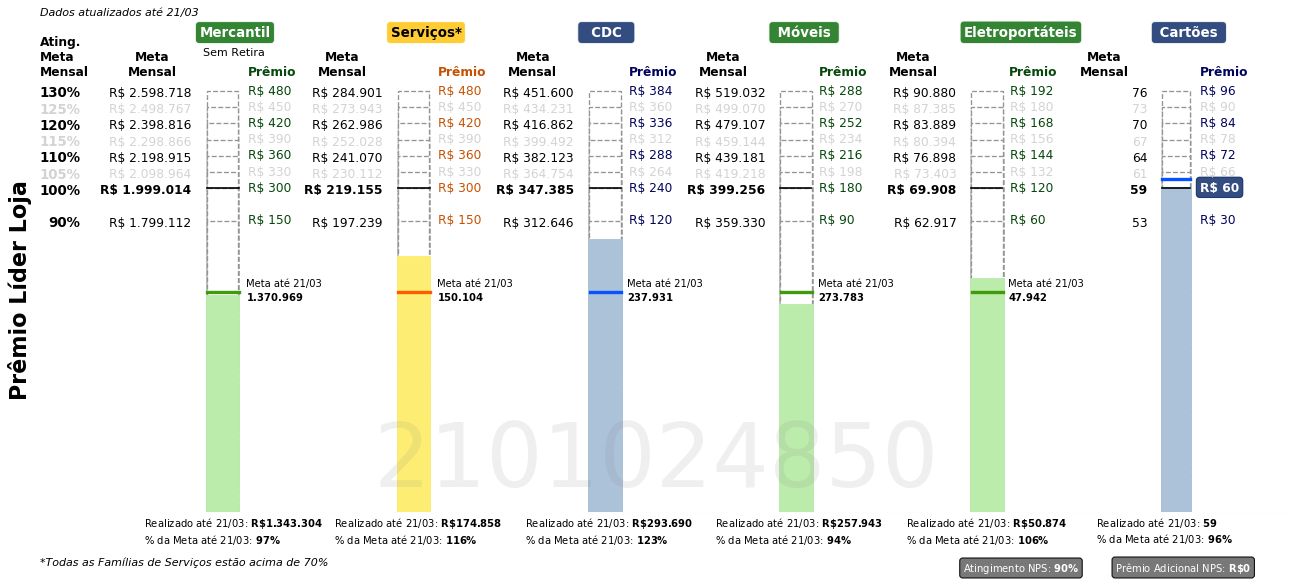 Dados atualizados até 21/03
Mercantil Serviços* CDC Móveis Eletroportáteis Cartões
Sem Retira
Ating. Meta Mensal
Meta Mensal Prêmio Meta Mensal Prêmio Meta Mensal Prêmio Meta Mensal Prêmio Meta Mensal Prêmio Meta Mensal Prêmio
130% R$ 2.598.718 R$ 480 R$ 284.901 R$ 480 R$ 451.600 R$ 384 R$ 519.032 R$ 288 R$ 90.880 R$ 192 76 R$ 96
125% R$ 2.498.767 R$ 450 R$ 273.943 R$ 450 R$ 434.231 R$ 360 R$ 499.070 R$ 270 R$ 87.385 R$ 180 73 R$ 90
120% R$ 2.398.816 R$ 420 R$ 262.986 R$ 420 R$ 416.862 R$ 336 R$ 479.107 R$ 252 R$ 83.889 R$ 168 70 R$ 84
115% R$ 2.298.866 R$ 390 R$ 252.028 R$ 390 R$ 399.492 R$ 312 R$ 459.144 R$ 234 R$ 80.394 R$ 156 67 R$ 78
110% R$ 2.198.915 R$ 360 R$ 241.070 R$ 360 R$ 382.123 R$ 288 R$ 439.181 R$ 216 R$ 76.898 R$ 144 64 R$ 72
105% R$ 2.098.964 R$ 330 R$ 230.112 R$ 330 R$ 364.754 R$ 264 R$ 419.218 R$ 198 R$ 73.403 R$ 132 61 R$ 66
100% R$ 1.999.014 R$ 300 R$ 219.155 R$ 300 R$ 347.385 R$ 240 R$ 399.256 R$ 180 R$ 69.908 R$ 120 59 R$ 60
90% R$ 1.799.112 R$ 150 R$ 197.239 R$ 150 R$ 312.646 R$ 120 R$ 359.330 R$ 90 R$ 62.917 R$ 60 53 R$ 30
Prêmio Líder Loja
Meta até 21/03 Meta até 21/03 Meta até 21/03 Meta até 21/03 Meta até 21/03
1.370.969 150.104 237.931 273.783 47.942
2101024850
Realizado até 21/03: R$1.343.304 Realizado até 21/03: R$174.858 Realizado até 21/03: R$293.690 Realizado até 21/03: R$257.943 Realizado até 21/03: R$50.874 Realizado até 21/03: 59
% da Meta até 21/03: 97% % da Meta até 21/03: 116% % da Meta até 21/03: 123% % da Meta até 21/03: 94% % da Meta até 21/03: 106% % da Meta até 21/03: 96%
*Todas as Famílias de Serviços estão acima de 70%
Atingimento NPS: 90% Prêmio Adicional NPS: R$0